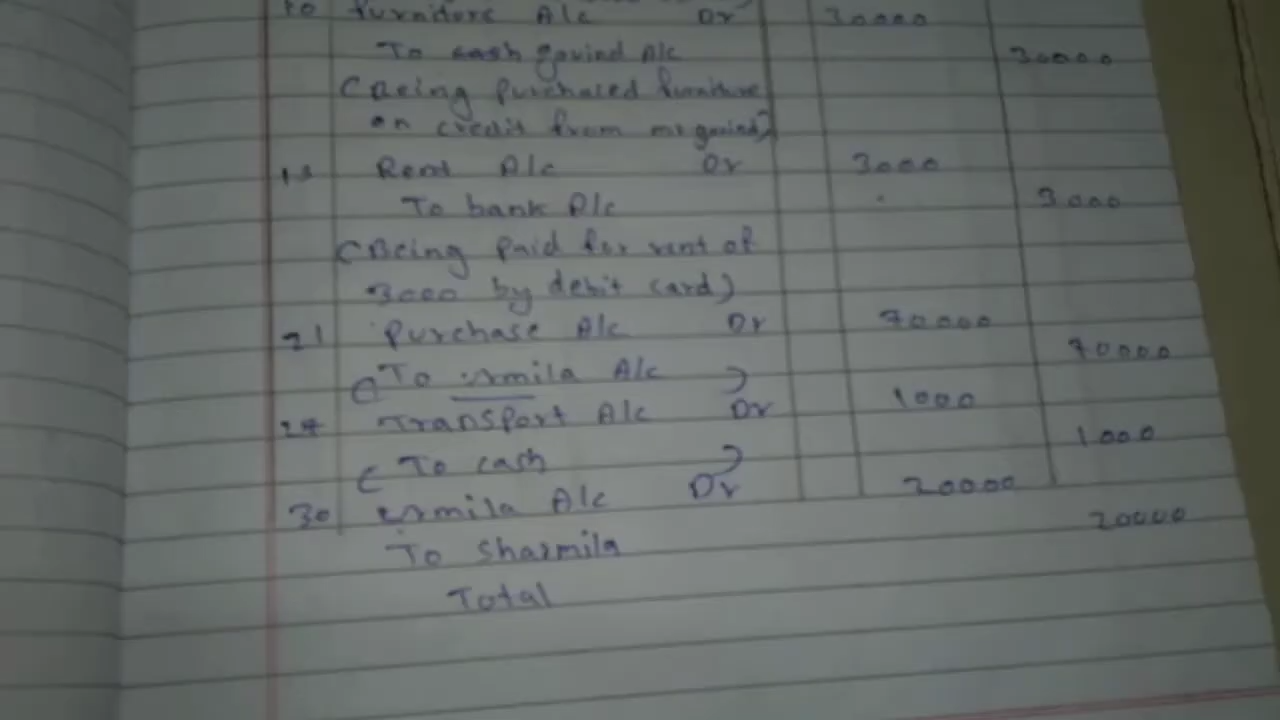 10 furniture A/c Dr 30000
To cash govind A/c 30000
(Being purchased furniture
on credit from mr govind)
Rent A/c Dr 3000
To bank A/c 3000
(Being paid for rent of
3000 by debit card)
21 Purchase A/c Dr 70000
(To urmila A/c ) 70000
Transport A/c Dr 1000
(To cash ) 1000
30 urmila A/c Dr 20000
To sharmila 20000
Total